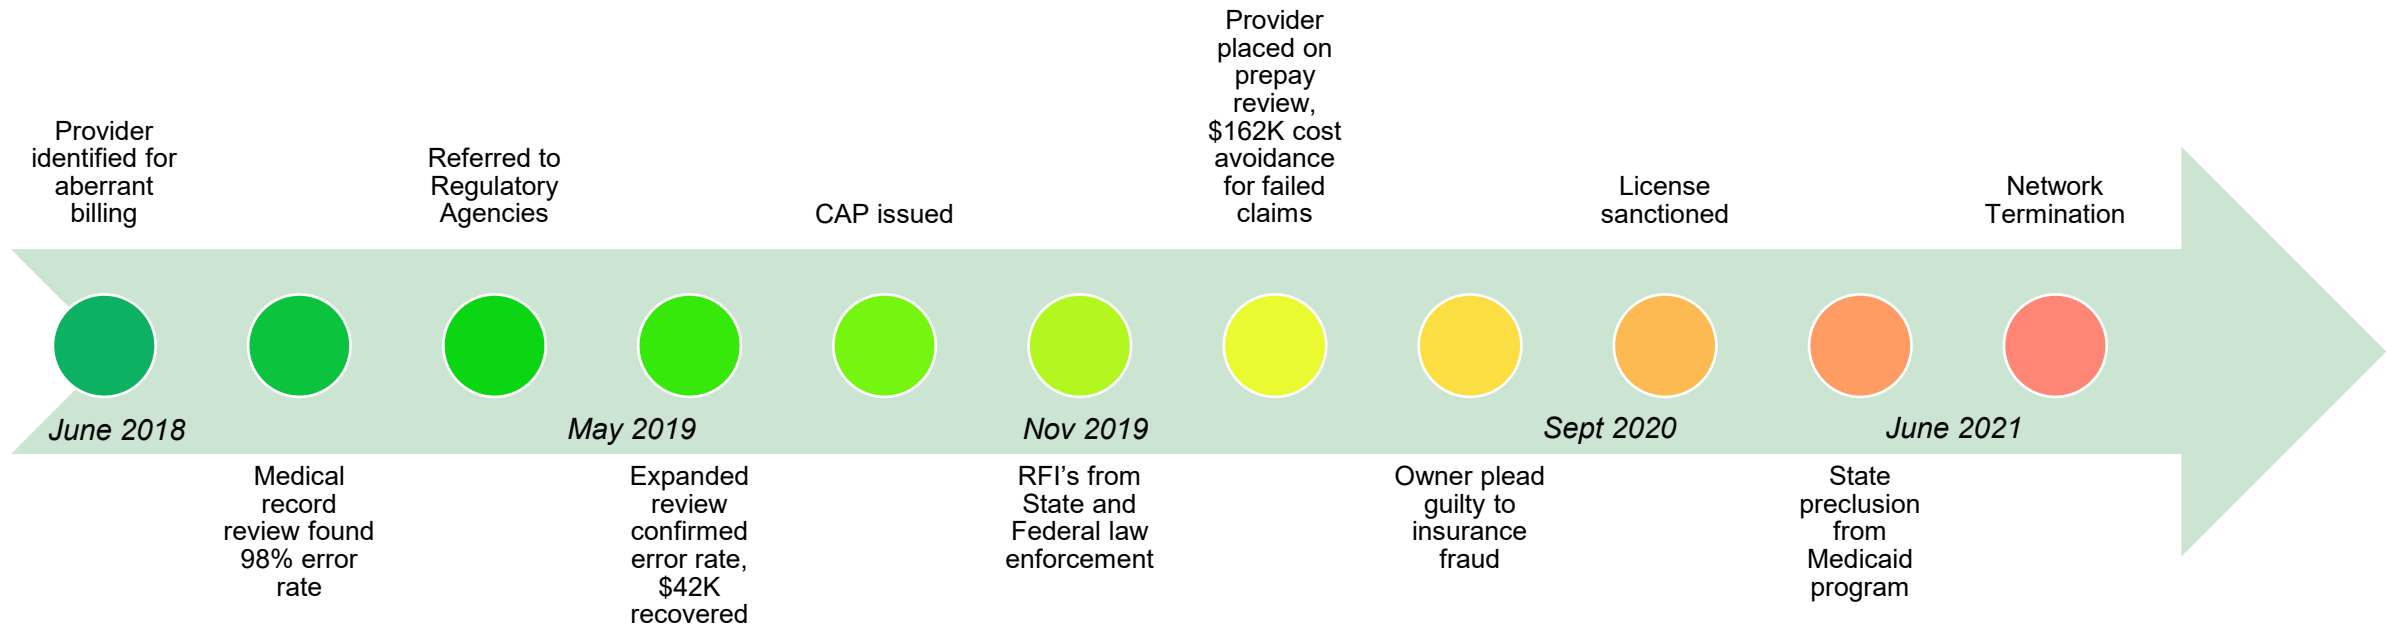 Provider
identified for
aberrant
billing
Medical
record
review found
98% error
rate
Referred to
Regulatory
Agencies
Expanded
review
confirmed
error rate,
$42K
recovered
CAP issued
RFI’s from
State and
Federal law
enforcement
Provider
placed on
prepay
review,
$162K cost
avoidance
for failed
claims
Owner plead
guilty to
insurance
fraud
License
sanctioned
State
preclusion
from
Medicaid
program
Network
Termination
June 2018
May 2019
Nov 2019
Sept 2020
June 2021